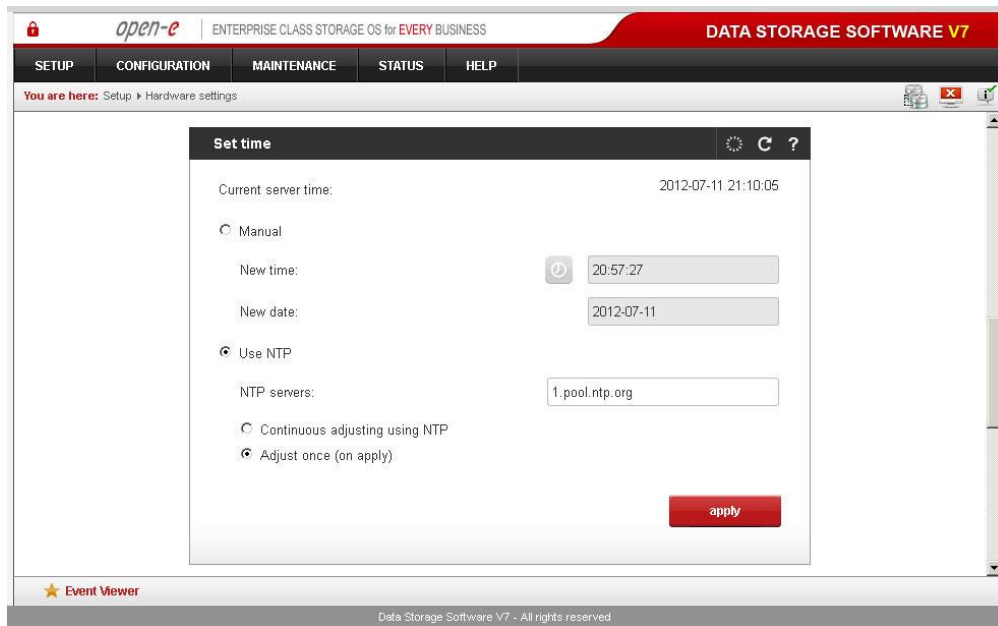 open-e ENTERPRISE CLASS STORAGE OS for EVERY BUSINESS DATA STORAGE SOFTWARE V7
SETUP CONFIGURATION MAINTENANCE STATUS HELP
You are here: Setup Hardware settings
Set time ?
Current server time: 2012-07-11 21:10:05
Manual
New time: 20:57:27
New date: 2012-07-11
Use NTP
NTP servers: 1.pool.ntp.org
Continuous adjusting using NTP
Adjust once (on apply)
apply
Event Viewer
Data Storage Software V7 - All rights reserved